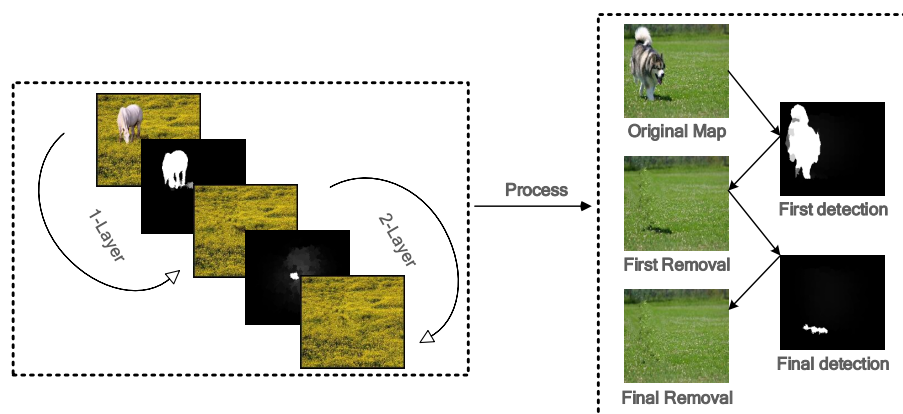 1-Layer
2-Layer
Process
Original Map
First detection
First Removal
Final detection
Final Removal